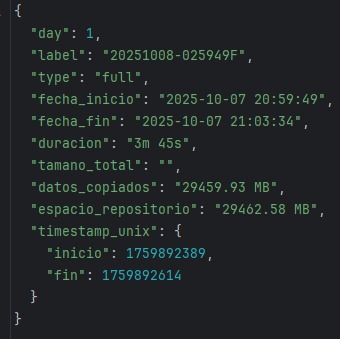 {
"day": 1,
"label": "20251008-025949F",
"type": "full",
"fecha_inicio": "2025-10-07 20:59:49",
"fecha_fin": "2025-10-07 21:03:34",
"duracion": "3m 45s",
"tamano_total": "",
"datos_copiados": "29459.93 MB",
"espacio_repositorio": "29462.58 MB",
"timestamp_unix": {
"inicio": 1759892389,
"fin": 1759892614
}
}